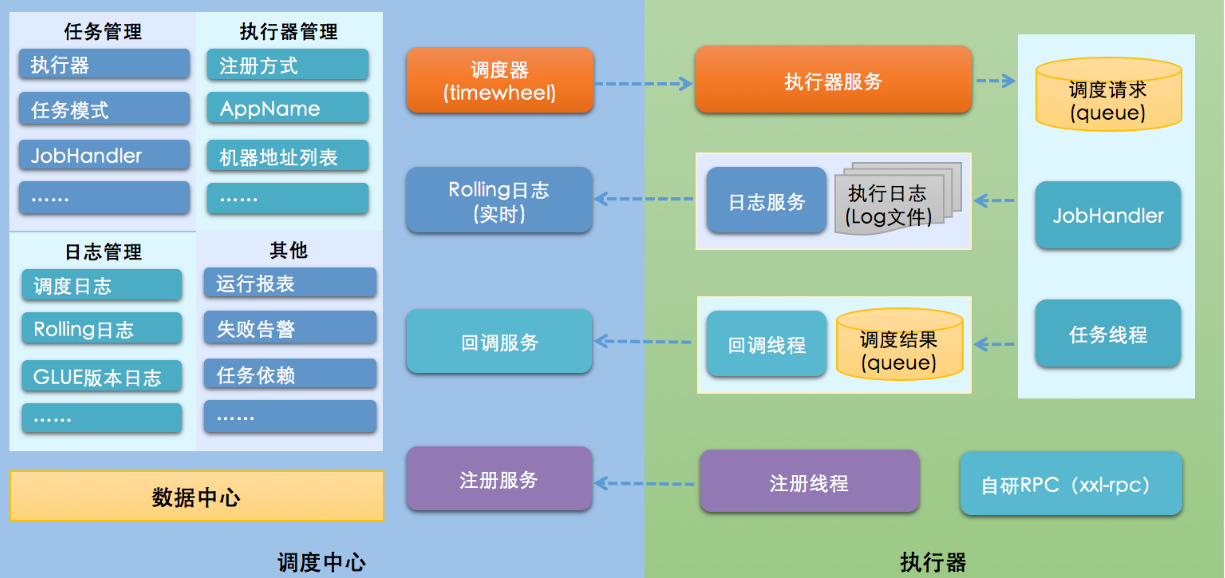 任务管理
执行器
任务模式
JobHandler
……
执行器管理
注册方式
AppName
机器地址列表
……
日志管理
调度日志
Rolling日志
GLUE版本日志
……
其他
运行报表
失败告警
任务依赖
……
数据中心
调度器
(timewheel)
Rolling日志
(实时)
回调服务
注册服务
调度中心
执行器服务
日志服务
执行日志
(Log文件)
回调线程
调度结果
(queue)
注册线程
调度请求
(queue)
JobHandler
任务线程
自研RPC（xxl-rpc）
执行器